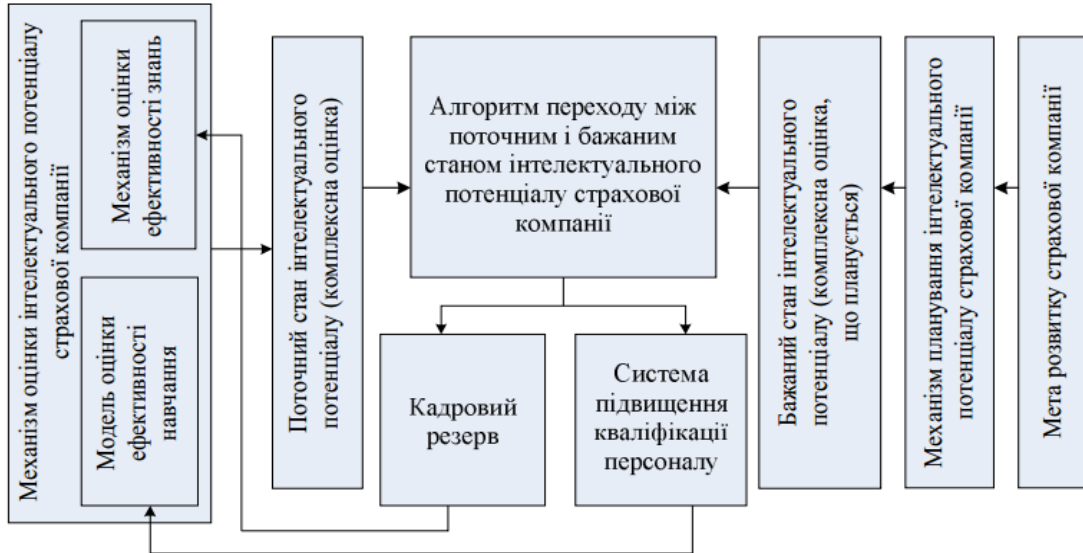 Механізм оцінки інтелектуального потенціалу
страхової компанії
Механізм оцінки
ефективності знань
Модель оцінки
ефективності
навчання
Поточний стан інтелектуального
потенціалу (комплексна оцінка)
Алгоритм переходу між
поточним і бажаним
станом інтелектуального
потенціалу страхової
компанії
Кадровий
резерв
Система
підвищення
кваліфікації
персоналу
Бажаний стан інтелектуального
потенціалу (комплексна оцінка,
що планується)
Механізм планування інтелектуального
потенціалу страхової компанії
Мета розвитку страхової компанії